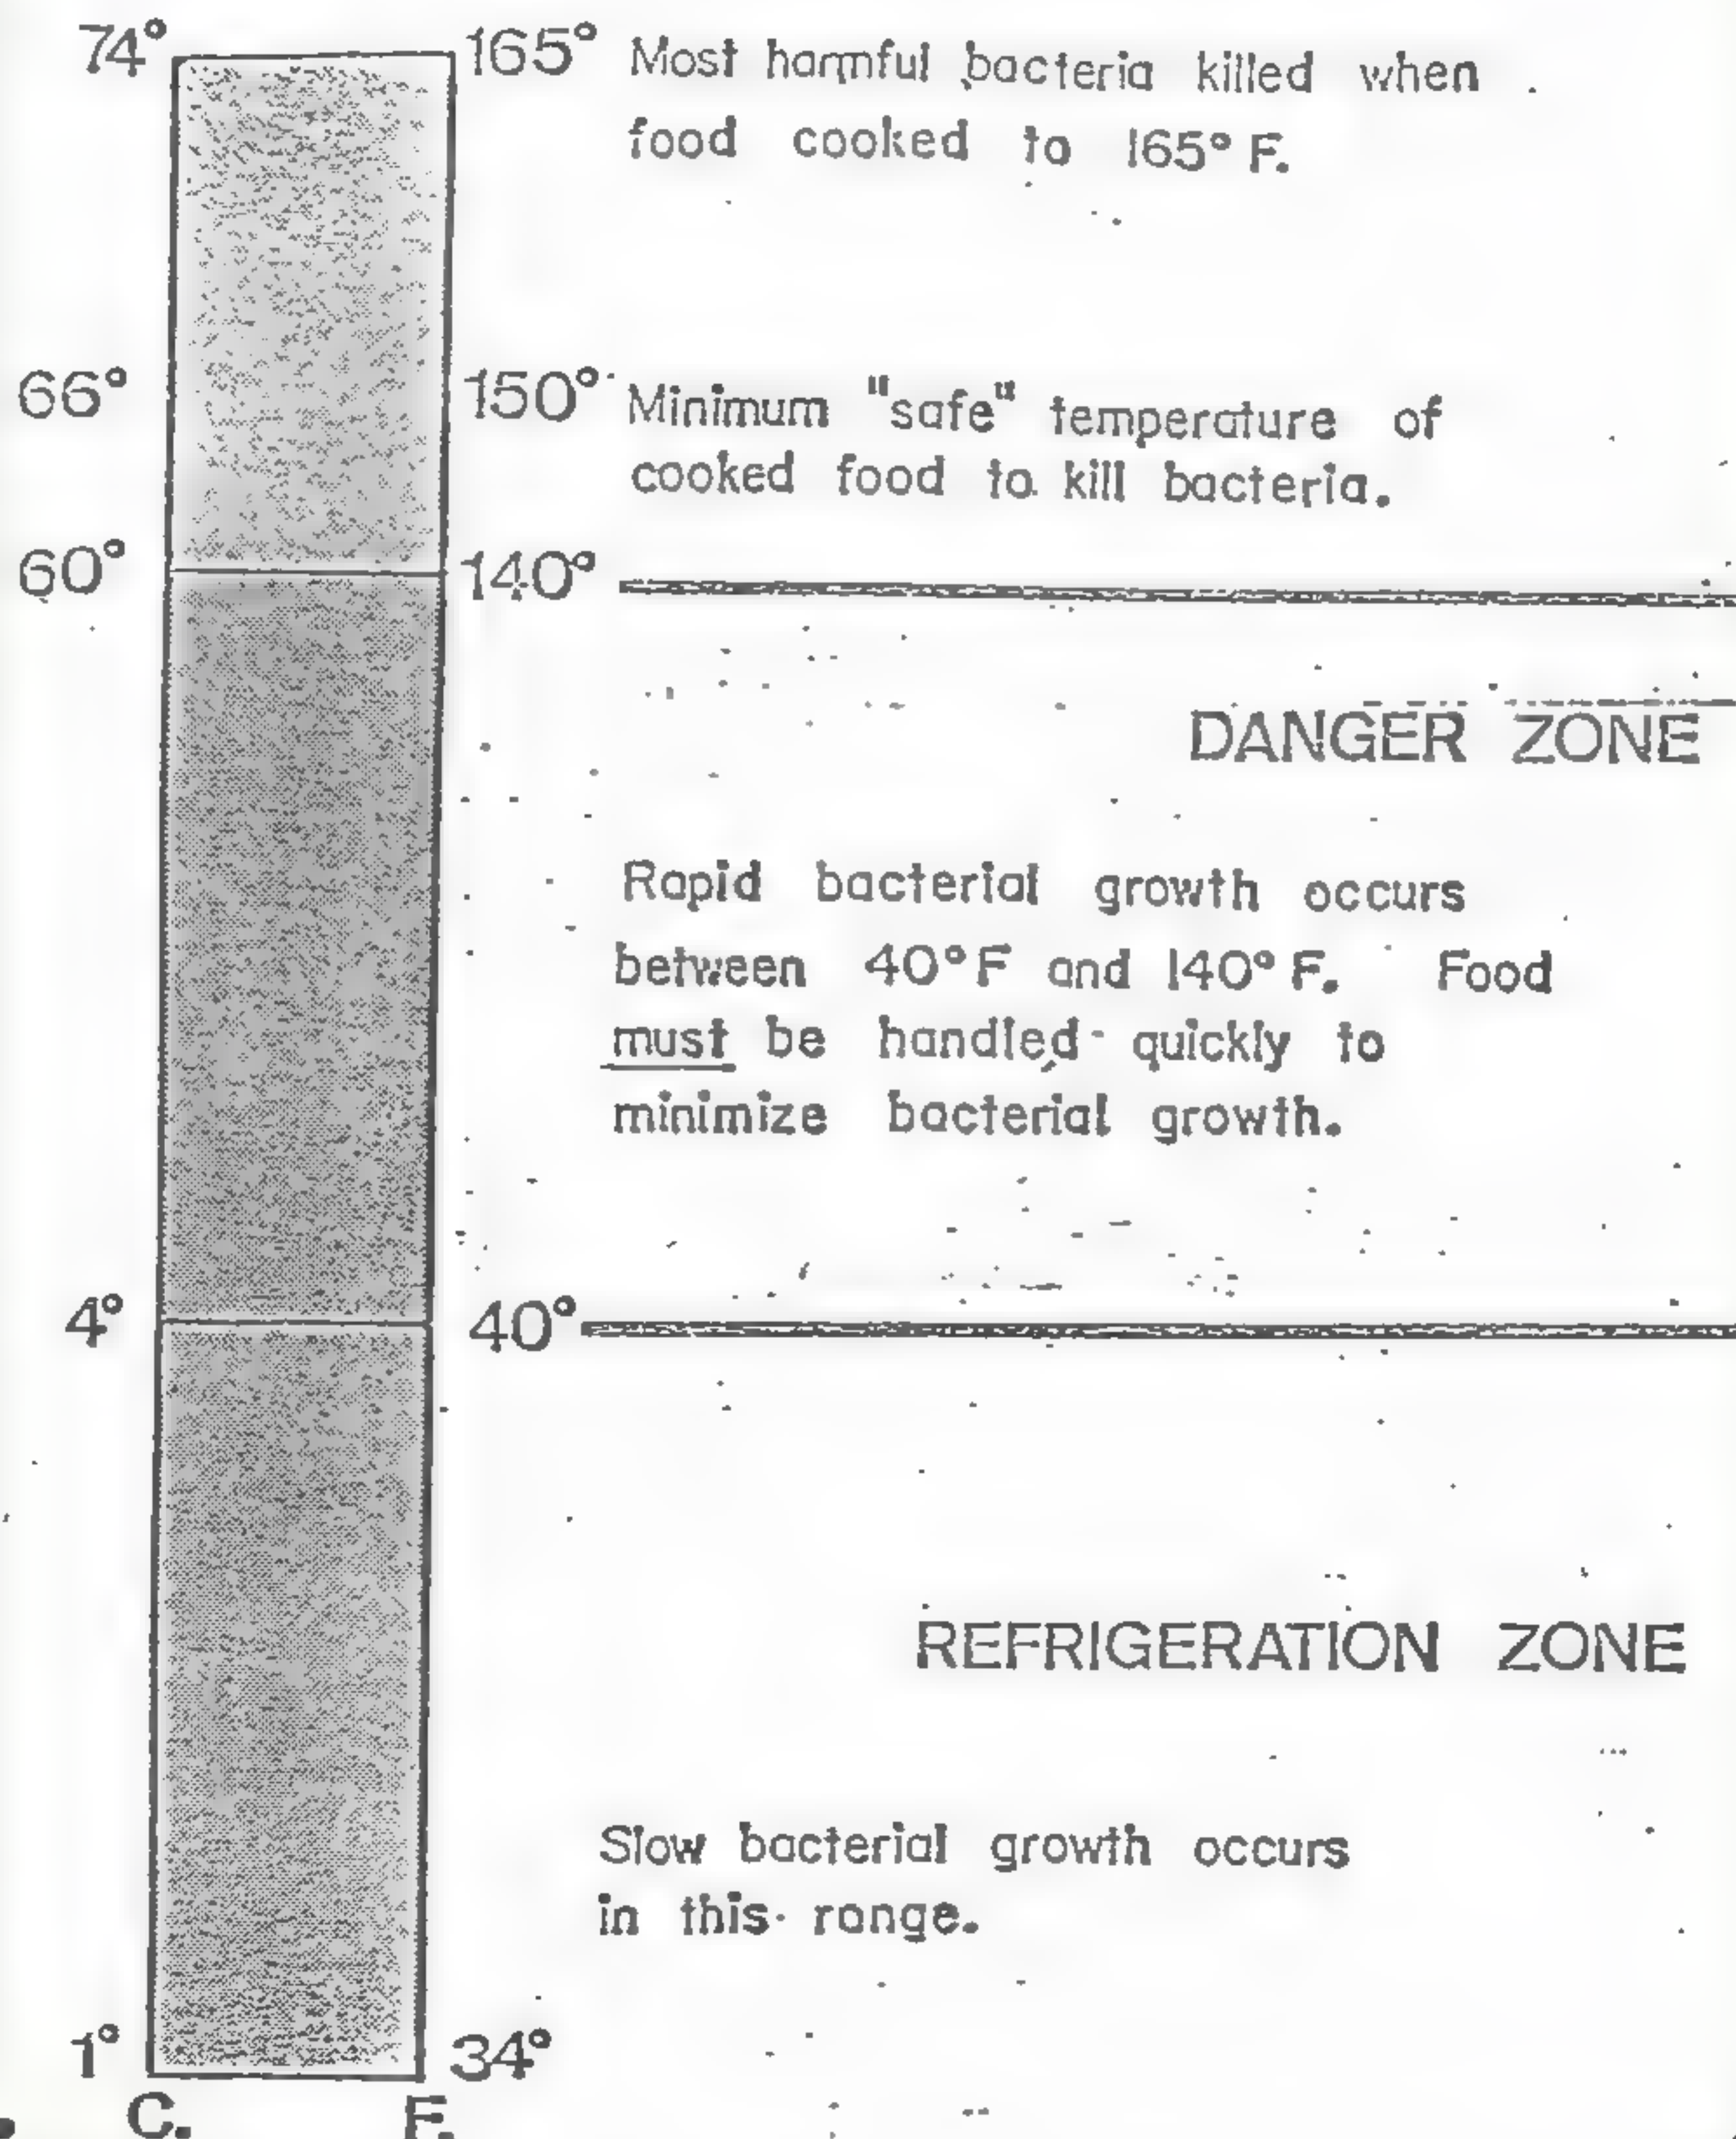 74° 165° Most harmful bacteria killed when
food cooked to 165° F.
66° 150° Minimum "safe" temperature of
cooked food to kill bacteria.
60° 140°
DANGER ZONE
Rapid bacterial growth occurs
between 40°F and 140°F. Food
must be handled quickly to
minimize bacterial growth.
4° 40°
REFRIGERATION ZONE
Slow bacterial growth occurs
in this range.
1° 34°
C. F.